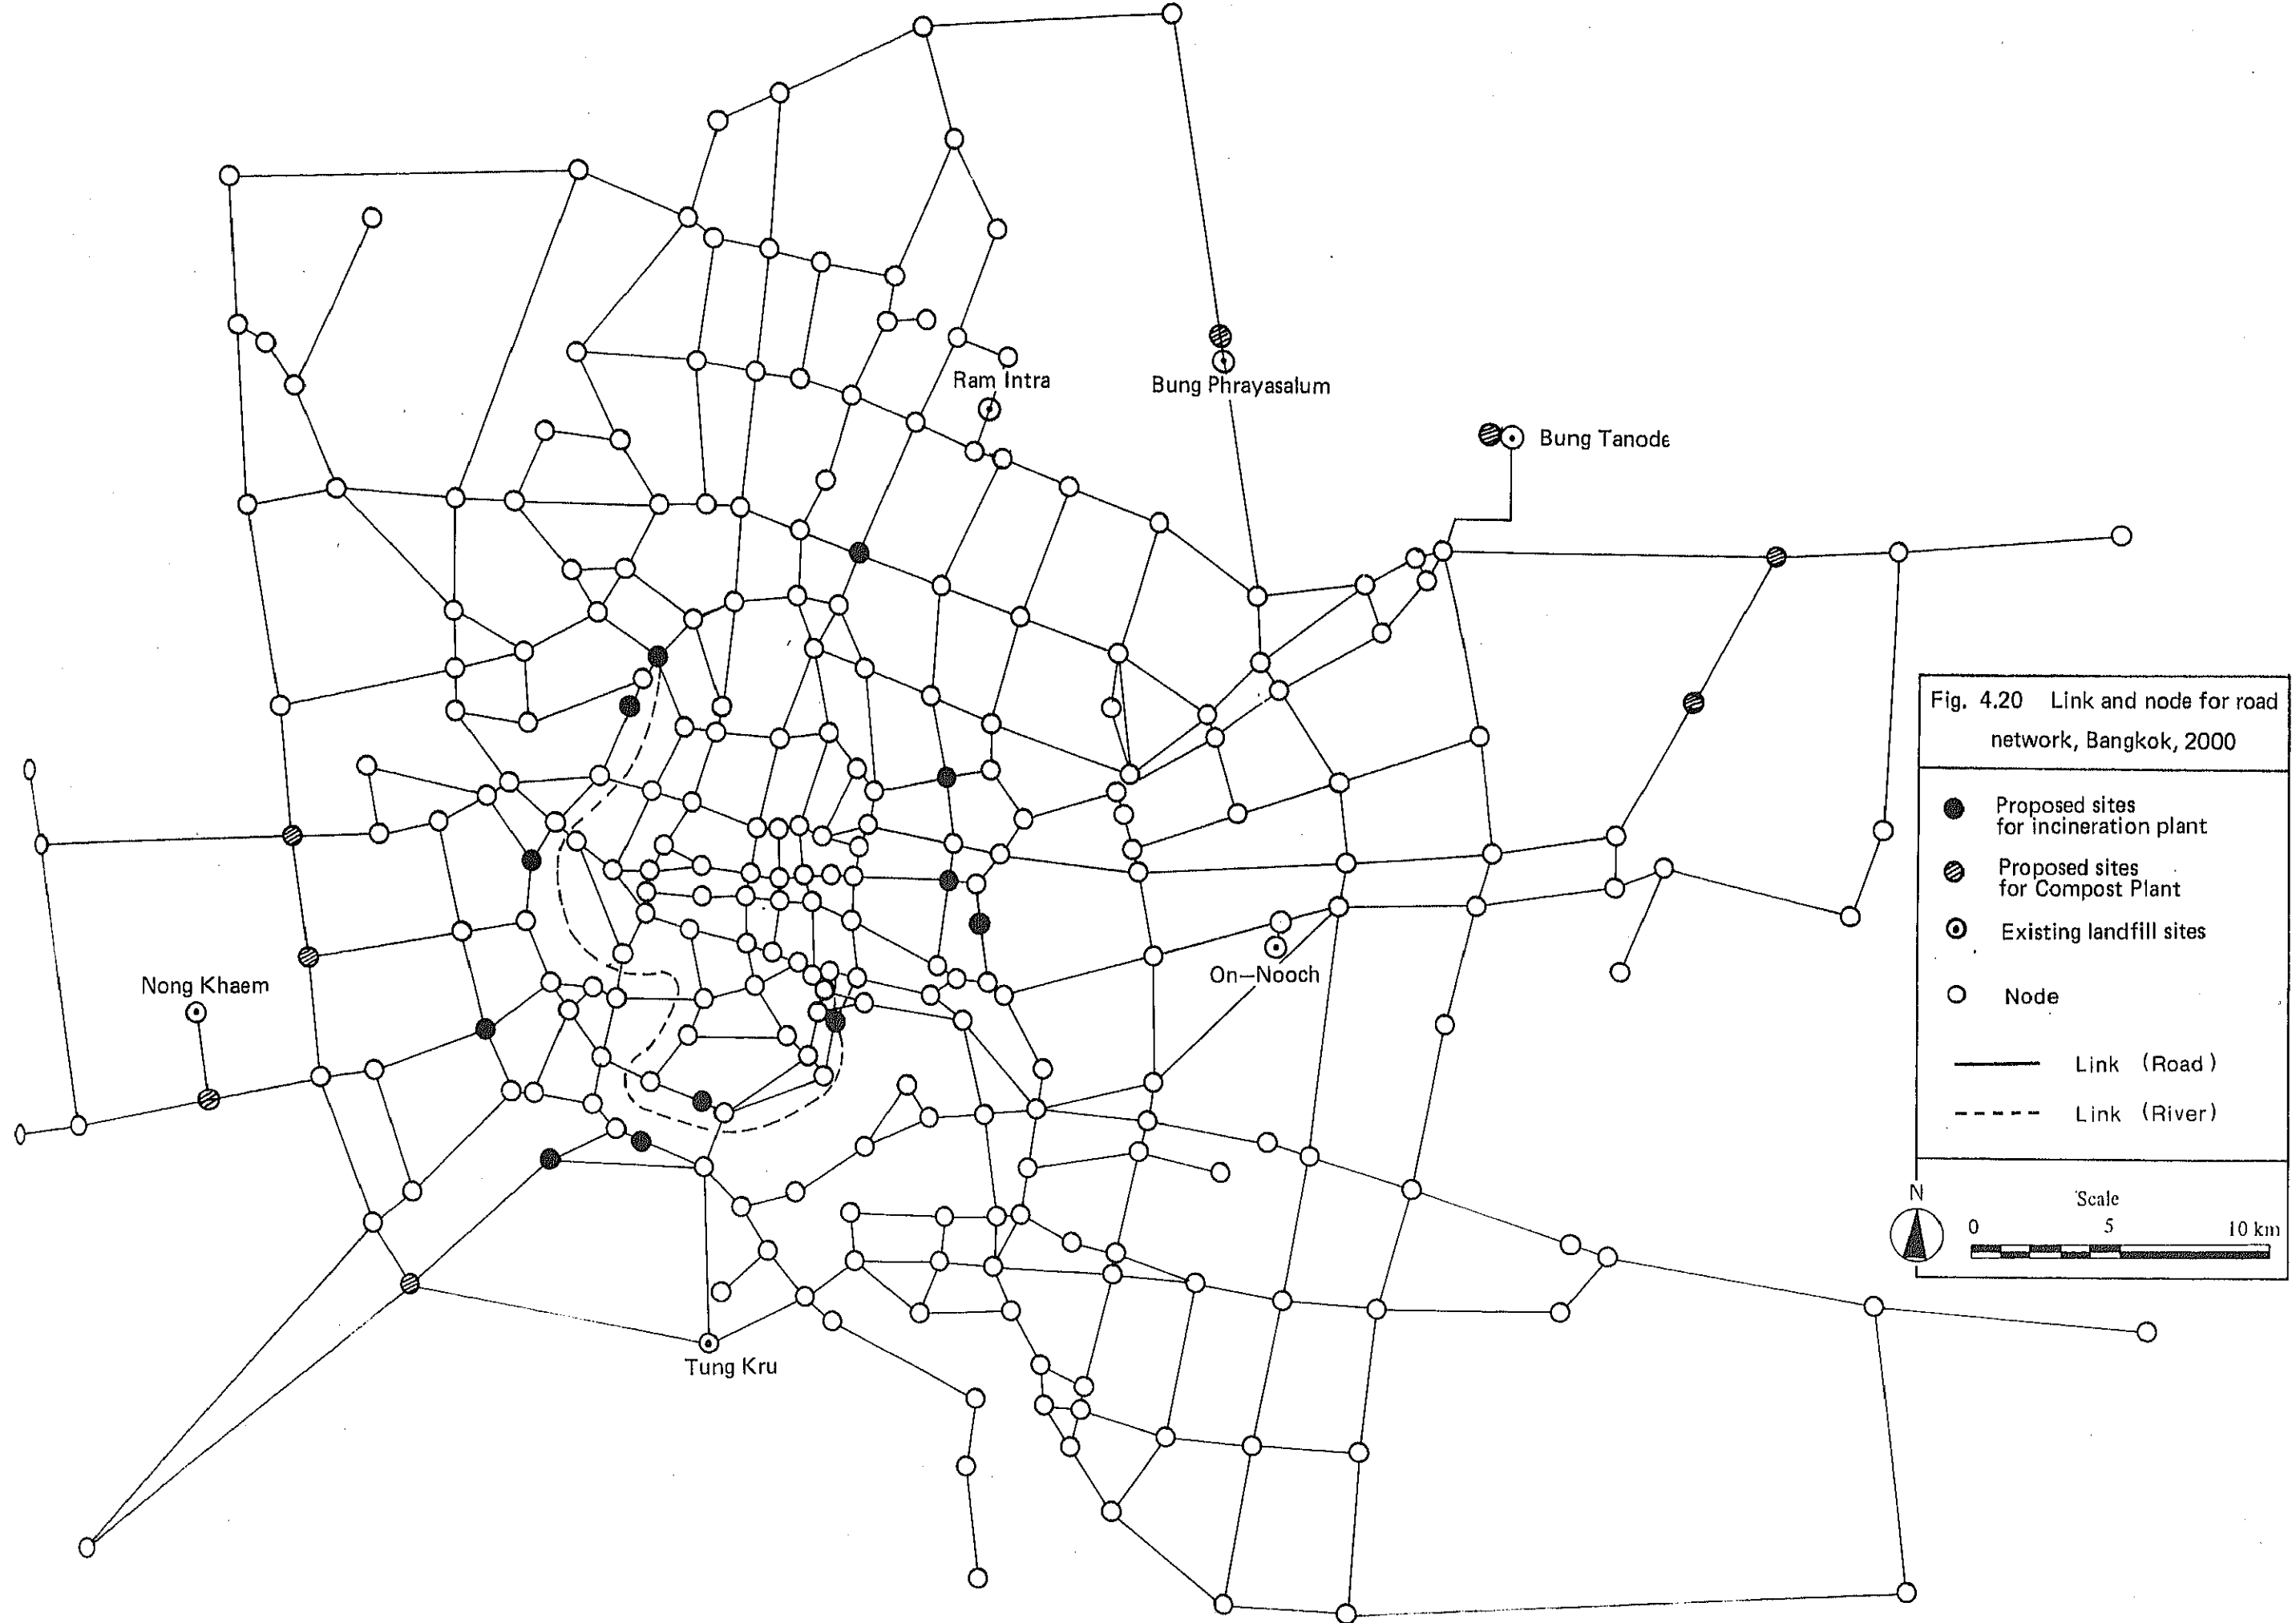 Ram Intra
Bung Phrayasalum
Bung Tanode
Nong Khaem
On-Nooch
Tung Kru
Fig. 4.20 Link and node for road
network, Bangkok, 2000
Proposed sites
for incineration plant
Proposed sites
for Compost Plant
Existing landfill sites
Node
Link (Road)
Link (River)
N
Scale
0 5 10 km